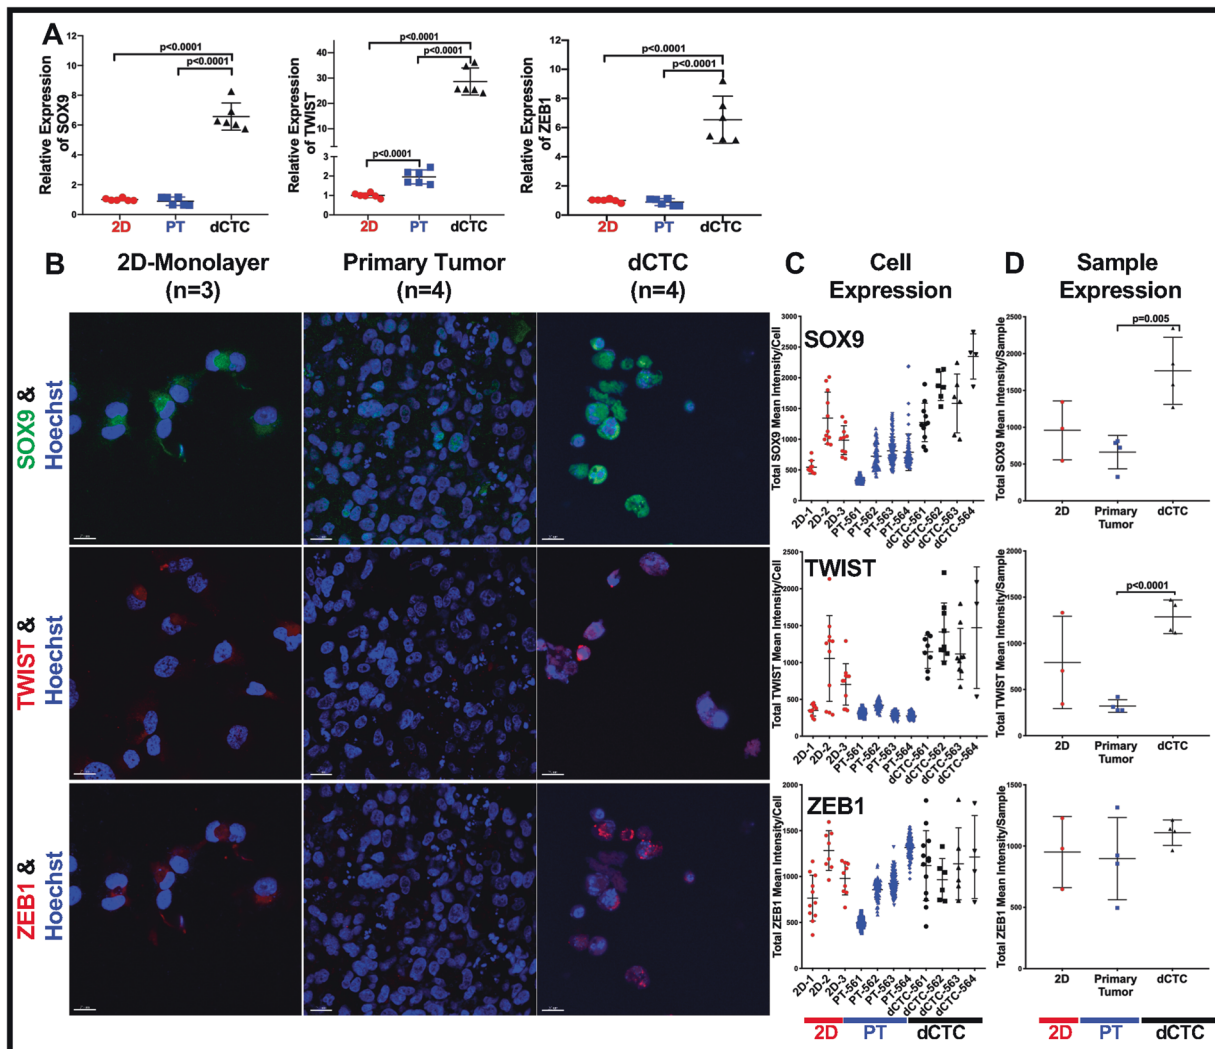 A
p<0.0001
p<0.0001
Relative Expression
of SOX9
12
10
8
6
4
2
0
2D
PT
dCTC
p<0.0001
p<0.0001
p<0.0001
Relative Expression
of TWIST
40
30
20
10
2
1
0
2D
PT
dCTC
p<0.0001
p<0.0001
Relative Expression
of ZEB1
12
10
8
6
4
2
0
2D
PT
dCTC
B
2D-Monolayer
(n=3)
Primary Tumor
(n=4)
dCTC
(n=4)
SOX9 &
Hoechst
TWIST &
Hoechst
ZEB1 &
Hoechst
C
Cell
Expression
SOX9
Total SOX9 Mean Intensity/Cell
3000
2500
2000
1500
1000
500
0
2D-1
2D-2
2D-3
PT-561
PT-562
PT-563
PT-564
dCTC-561
dCTC-562
dCTC-563
dCTC-564
TWIST
Total TWIST Mean Intensity/Cell
2500
2000
1500
1000
500
0
2D-1
2D-2
2D-3
PT-561
PT-562
PT-563
PT-564
dCTC-561
dCTC-562
dCTC-563
dCTC-564
ZEB1
Total ZEB1 Mean Intensity/Cell
2000
1500
1000
500
0
2D-1
2D-2
2D-3
PT-561
PT-562
PT-563
PT-564
dCTC-561
dCTC-562
dCTC-563
dCTC-564
2D
PT
dCTC
D
Sample
Expression
p=0.005
Total SOX9 Mean Intensity/Sample
2500
2000
1500
1000
500
0
2D
Primary
Tumor
dCTC
p<0.0001
Total TWIST Mean Intensity/Sample
2000
1500
1000
500
0
2D
Primary
Tumor
dCTC
Total ZEB1 Mean Intensity/Sample
1500
1000
500
0
2D
Primary
Tumor
dCTC
2D
PT
dCTC